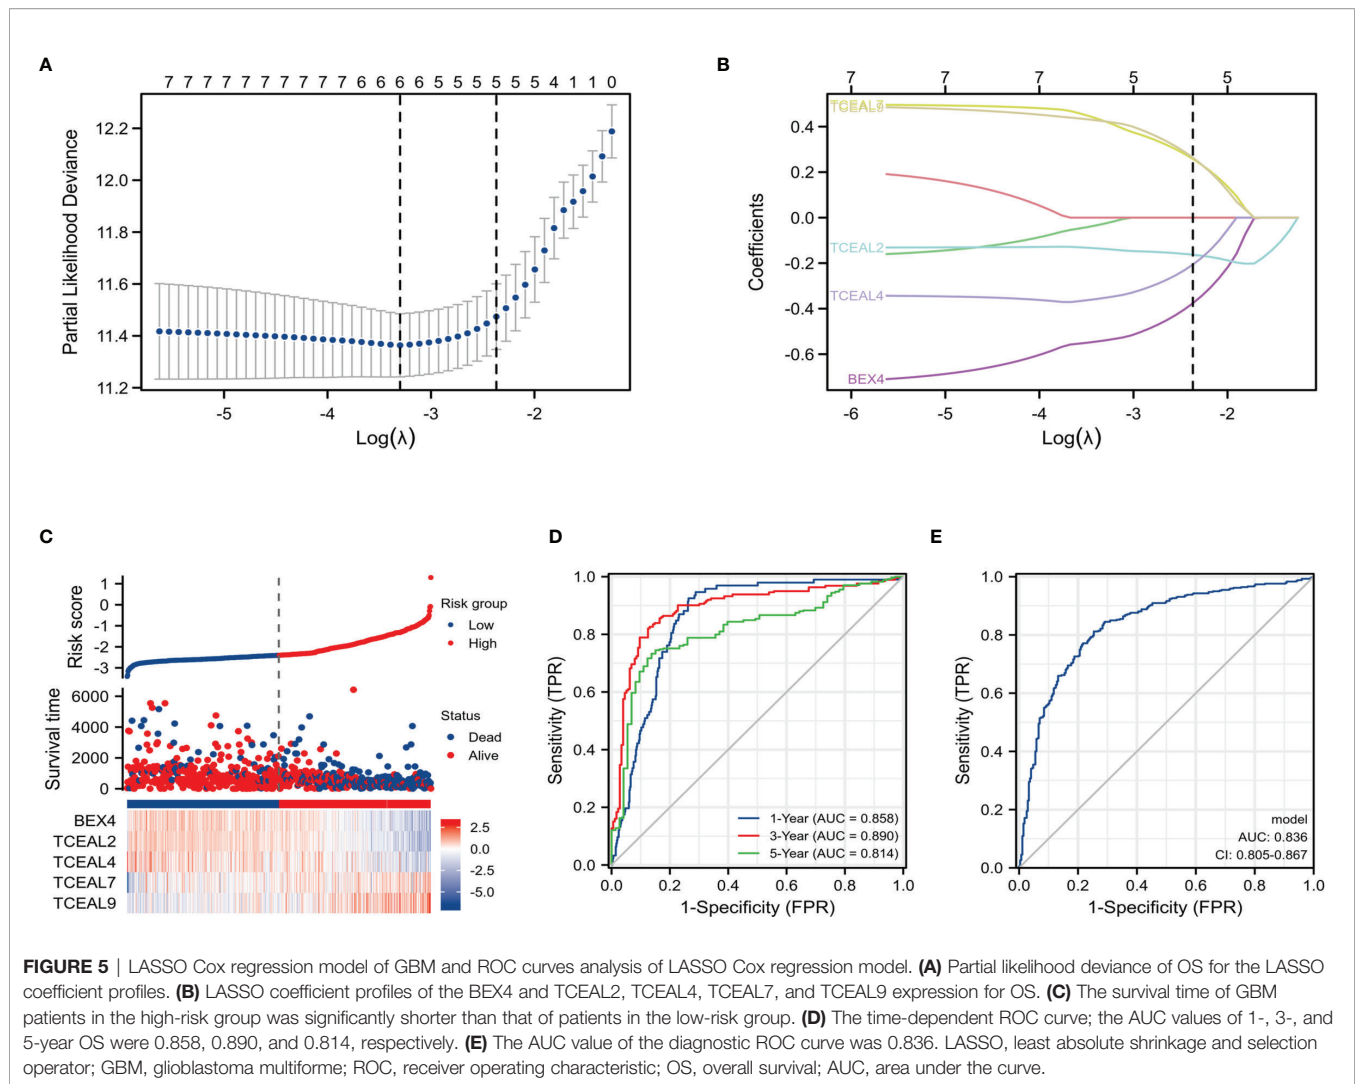 A
7 7 7 7 7 7 7 7 7 7 6 6 6 6 5 5 5 5 5 5 4 1 1 0
Partial Likelihood Deviance
12.2
12.0
11.8
11.6
11.4
11.2
-5 -4 -3 -2
Log(λ)
B
7 7 7 5 5
Coefficients
0.4
0.2
0.0
-0.2
-0.4
-0.6
TCEAL7
TCEAL9
TCEAL2
TCEAL4
BEX4
-6 -5 -4 -3 -2 -1
Log(λ)
C
Risk score
1
0
-1
-2
-3
Risk group
Low
High
Survival time
6000
4000
2000
0
Status
Dead
Alive
BEX4
TCEAL2
TCEAL4
TCEAL7
TCEAL9
2.5
0.0
-2.5
-5.0
D
Sensitivity (TPR)
1.0
0.8
0.6
0.4
0.2
0.0
1-Year (AUC = 0.858)
3-Year (AUC = 0.890)
5-Year (AUC = 0.814)
0.0 0.2 0.4 0.6 0.8 1.0
1-Specificity (FPR)
E
Sensitivity (TPR)
1.0
0.8
0.6
0.4
0.2
0.0
model
AUC: 0.836
CI: 0.805-0.867
0.0 0.2 0.4 0.6 0.8 1.0
1-Specificity (FPR)
FIGURE 5 | LASSO Cox regression model of GBM and ROC curves analysis of LASSO Cox regression model. (A) Partial likelihood deviance of OS for the LASSO
coefficient profiles. (B) LASSO coefficient profiles of the BEX4 and TCEAL2, TCEAL4, TCEAL7, and TCEAL9 expression for OS. (C) The survival time of GBM
patients in the high-risk group was significantly shorter than that of patients in the low-risk group. (D) The time-dependent ROC curve; the AUC values of 1-, 3-, and
5-year OS were 0.858, 0.890, and 0.814, respectively. (E) The AUC value of the diagnostic ROC curve was 0.836. LASSO, least absolute shrinkage and selection
operator; GBM, glioblastoma multiforme; ROC, receiver operating characteristic; OS, overall survival; AUC, area under the curve.